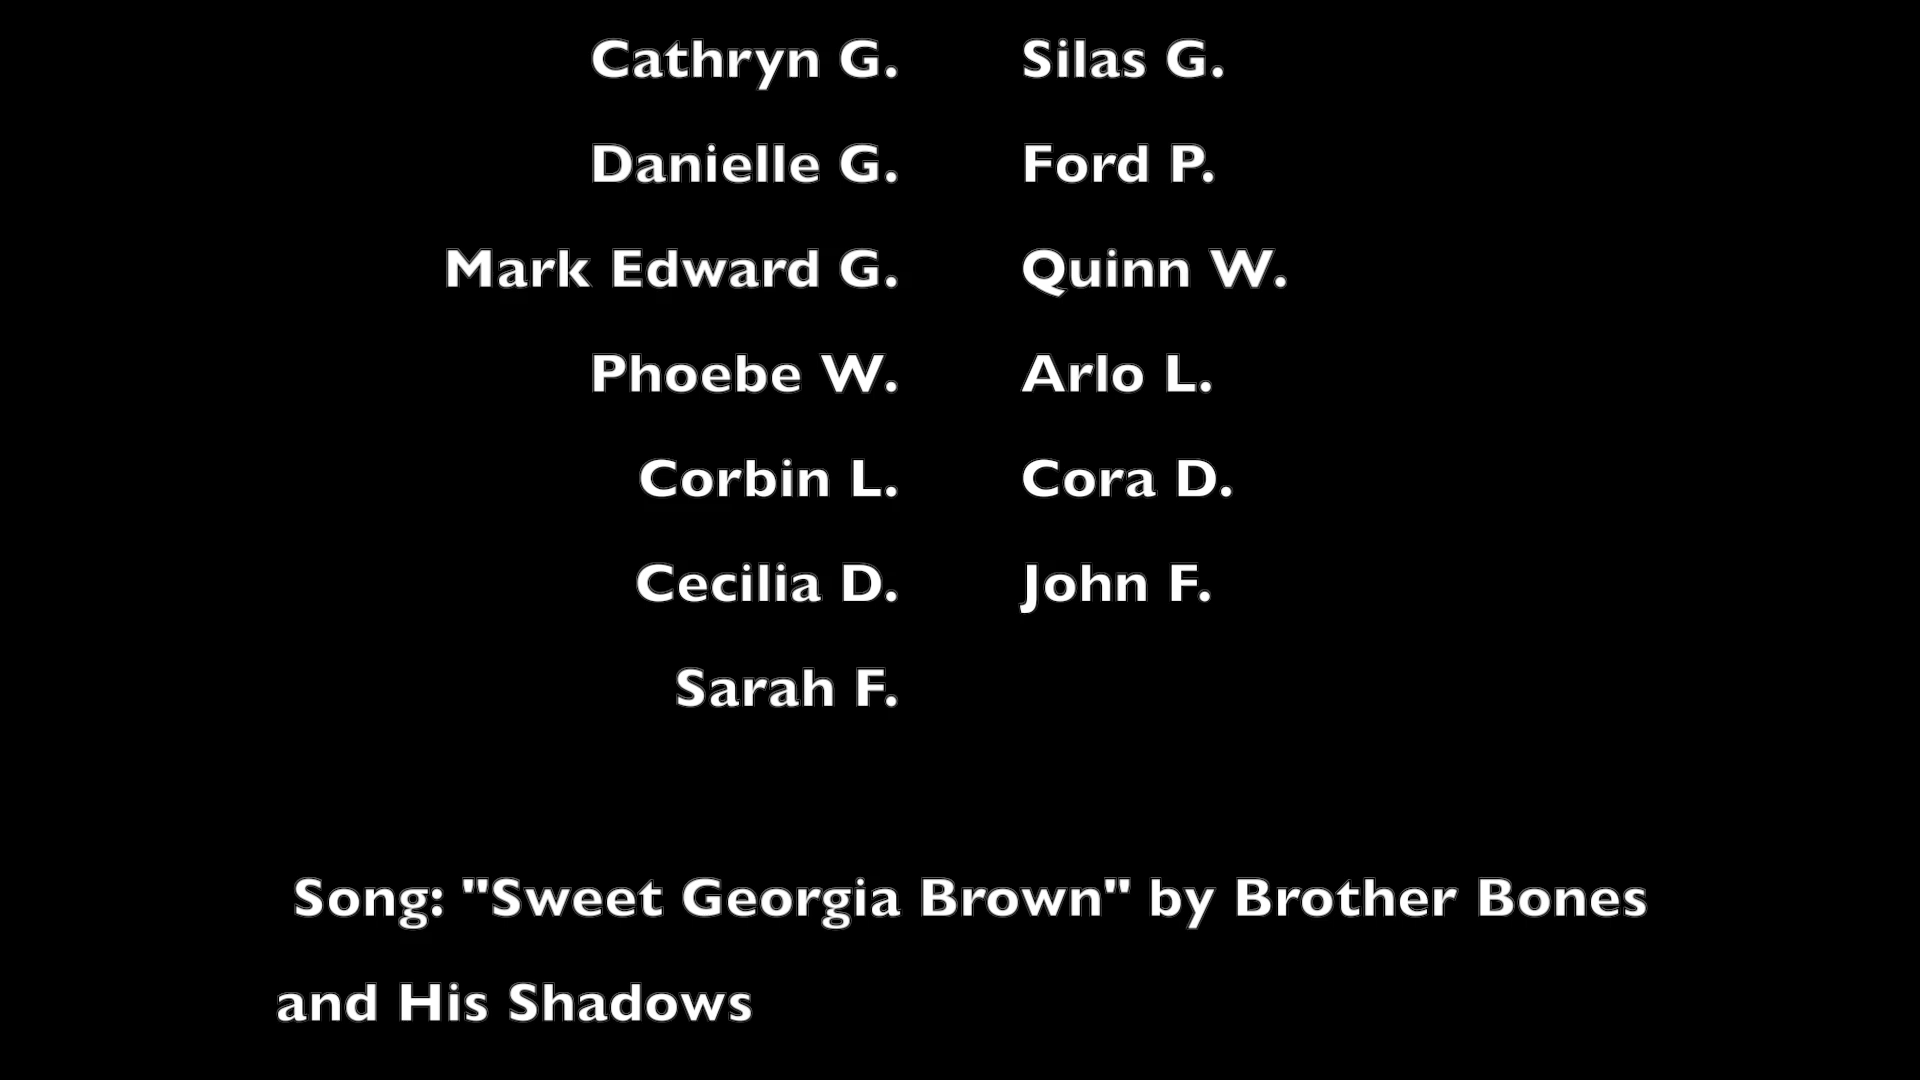 Cathryn G. Silas G.
Danielle G. Ford P.
Mark Edward G. Quinn W.
Phoebe W. Arlo L.
Corbin L. Cora D.
Cecilia D. John F.
Sarah F.
Song: "Sweet Georgia Brown" by Brother Bones
and His Shadows